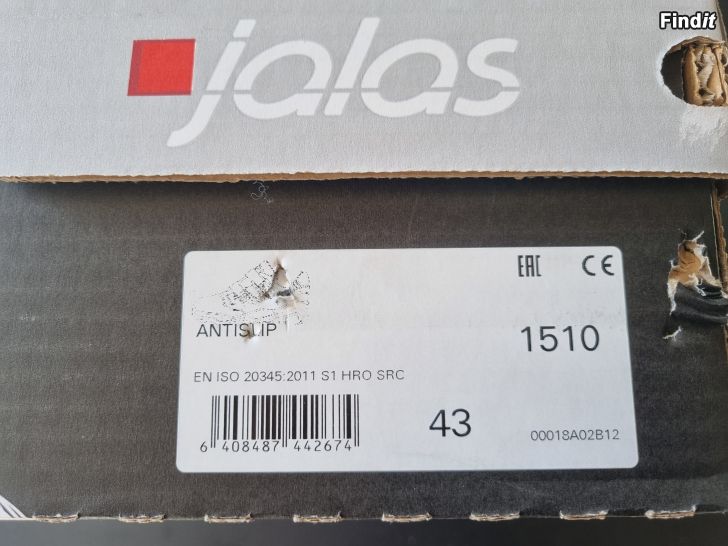 Findit
jalas
EAC CE
ANTISLIP
1510
EN ISO 20345:2011 S1 HRO SRC
43
6 408487 442674
00018A02B12